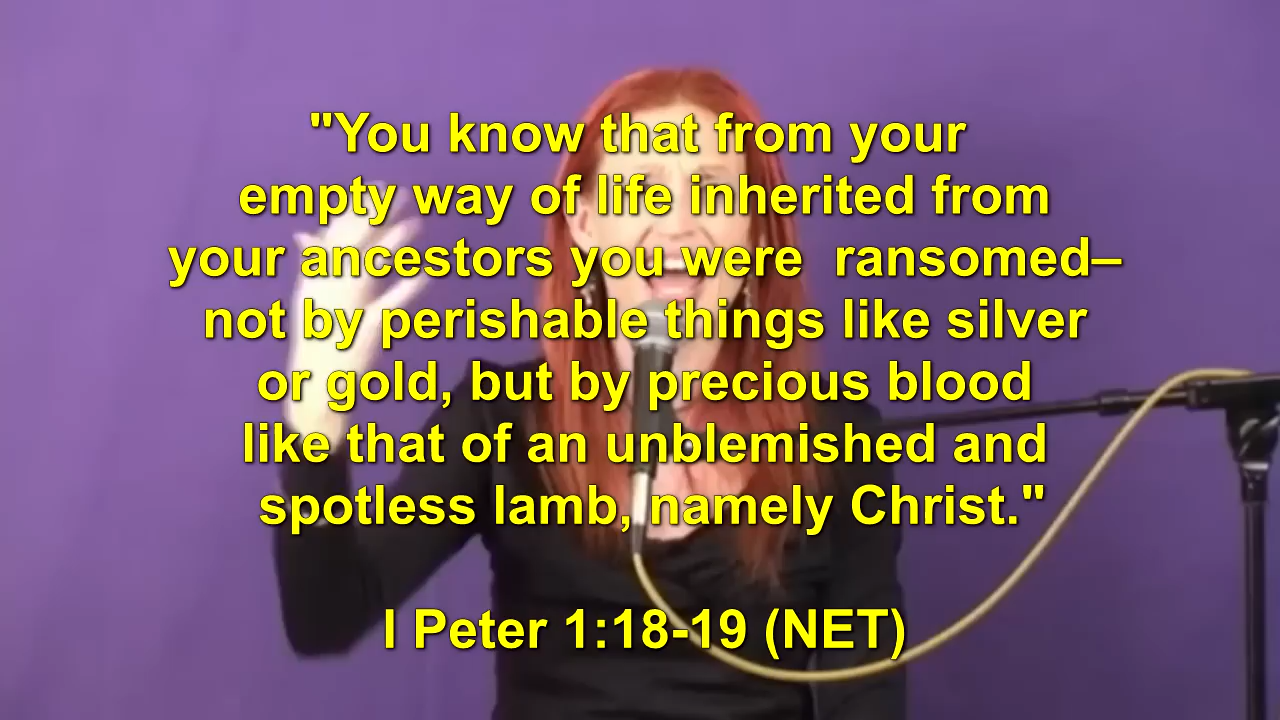 "You know that from your
empty way of life inherited from
your ancestors you were  ransomed–
not by perishable things like silver
or gold, but by precious blood
like that of an unblemished and
spotless lamb, namely Christ."
I Peter 1:18-19 (NET)